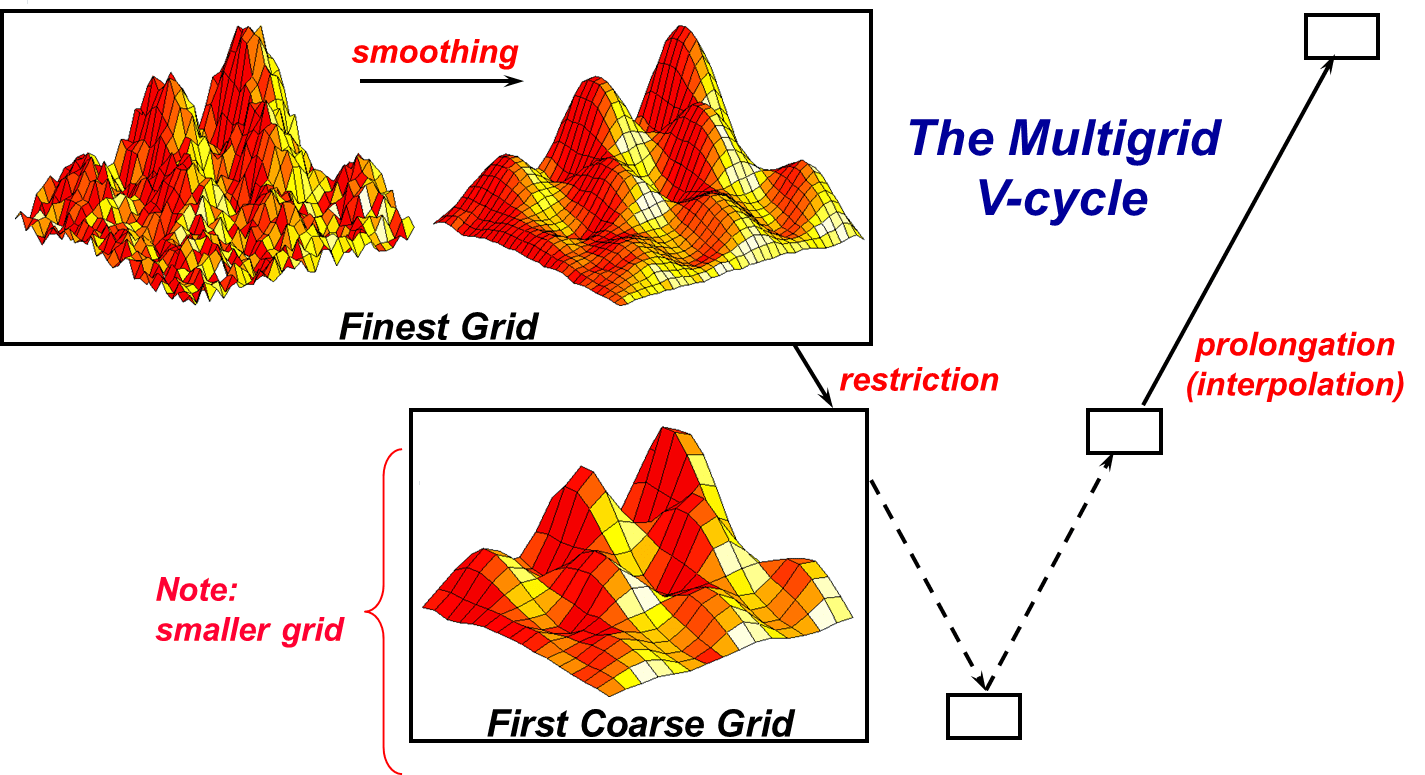 smoothing
The Multigrid
V-cycle
Finest Grid
restriction
prolongation
(interpolation)
Note:
smaller grid
First Coarse Grid